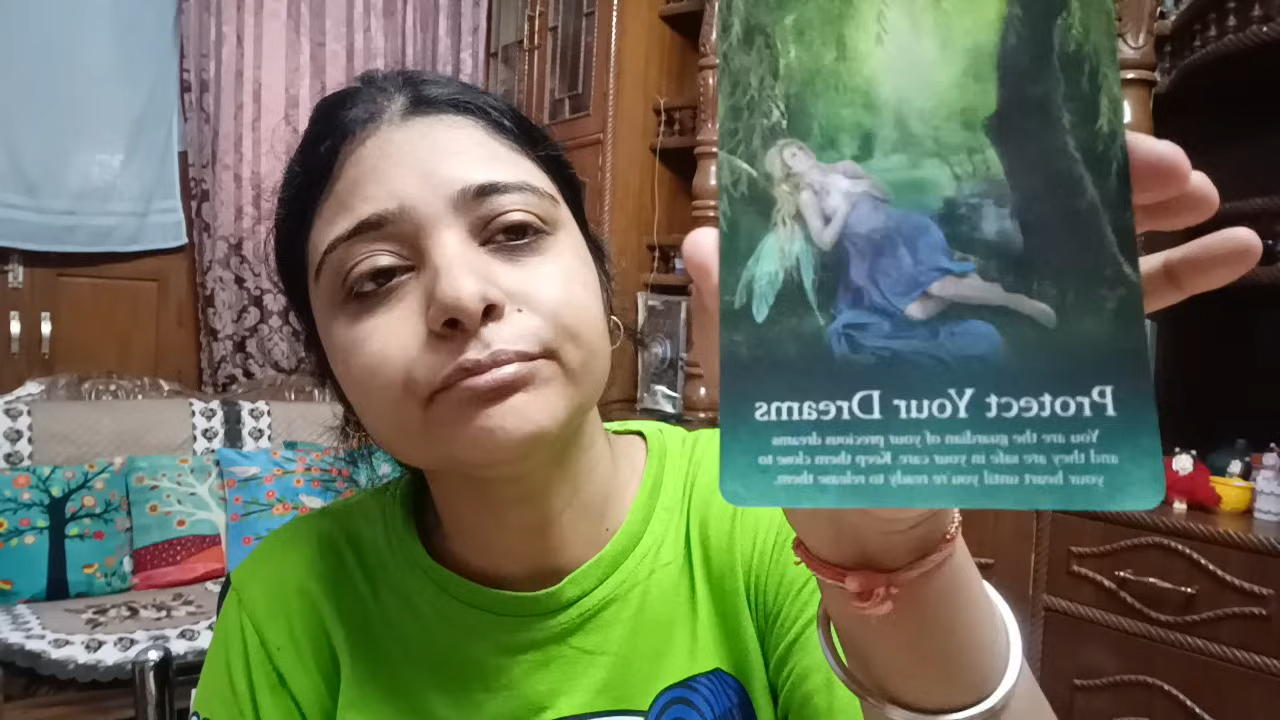 Protect Your Dreams
You are the guardian of your precious dreams
and they are safe in your care. Keep them close to
your heart until you're ready to release them.